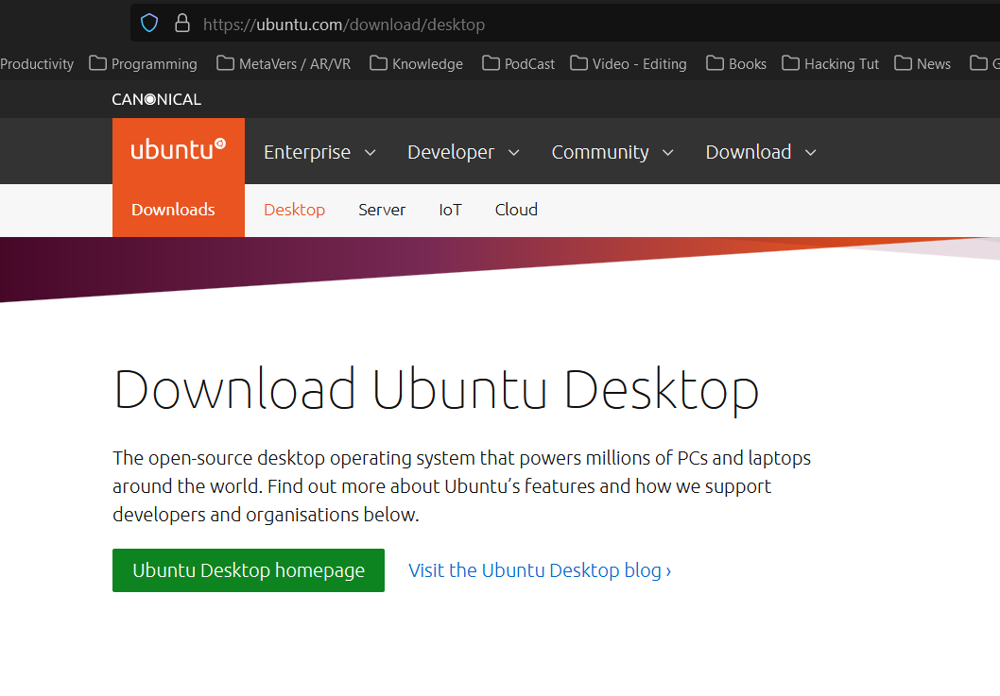 https://ubuntu.com/download/desktop
Productivity Programming MetaVers / AR/VR Knowledge PodCast Video - Editing Books Hacking Tut News
CANONICAL
ubuntu Enterprise Developer Community Download
Downloads Desktop Server IoT Cloud
Download Ubuntu Desktop
The open-source desktop operating system that powers millions of PCs and laptops
around the world. Find out more about Ubuntu’s features and how we support
developers and organisations below.
Ubuntu Desktop homepage Visit the Ubuntu Desktop blog ›